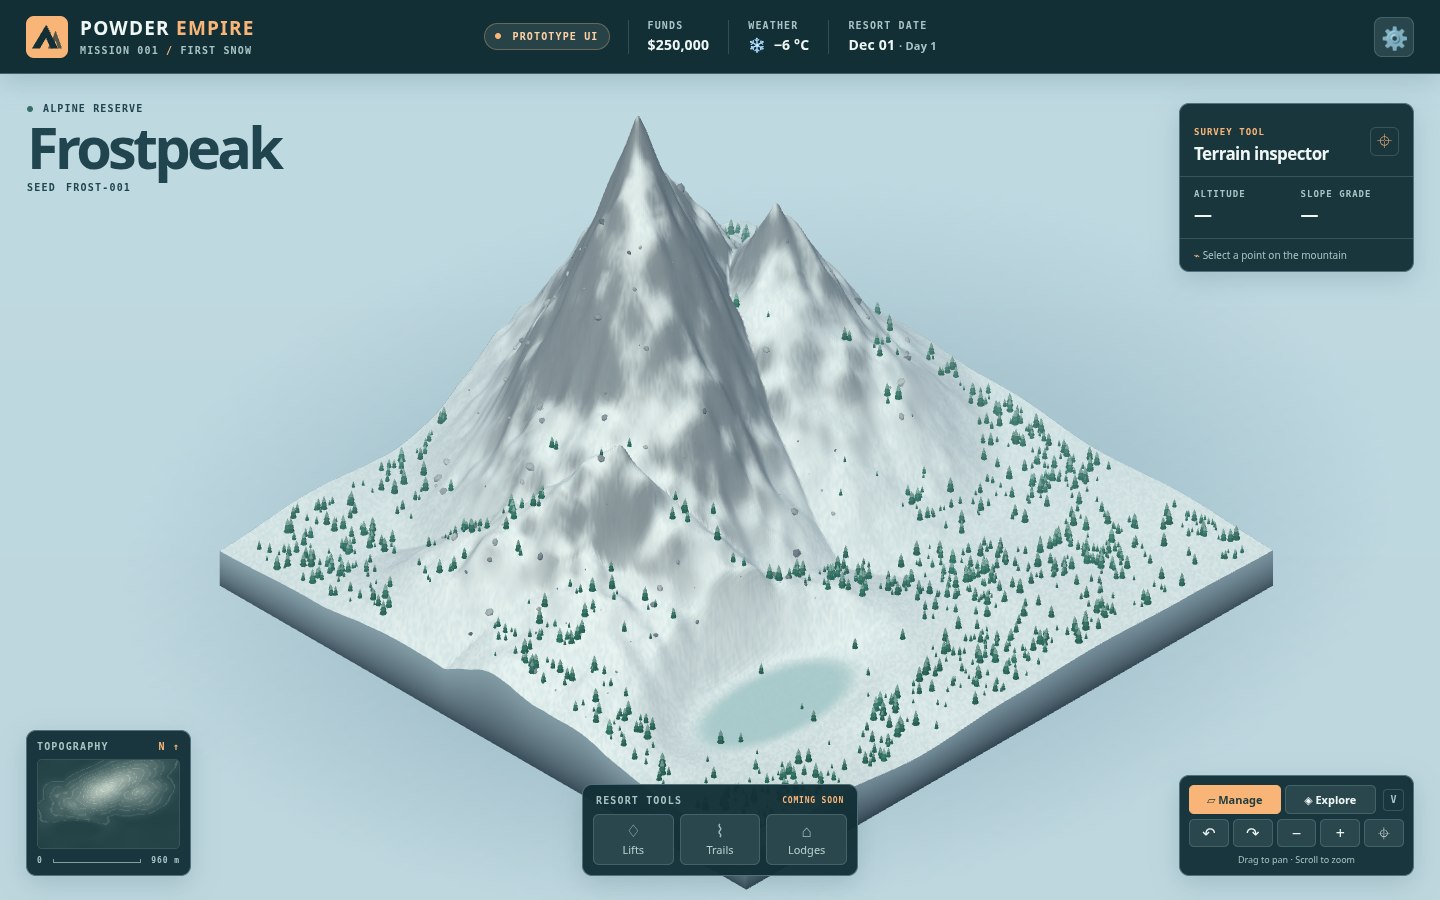 POWDER EMPIRE
MISSION 001 / FIRST SNOW
PROTOTYPE UI
FUNDS
$250,000
WEATHER
−6 °C
RESORT DATE
Dec 01 · Day 1
ALPINE RESERVE
Frostpeak
SEED FROST-001
SURVEY TOOL
Terrain inspector
ALTITUDE
—
SLOPE GRADE
—
Select a point on the mountain
TOPOGRAPHY
N ↑
0
960 m
RESORT TOOLS
COMING SOON
Lifts
Trails
Lodges
Manage
Explore
V
Drag to pan · Scroll to zoom